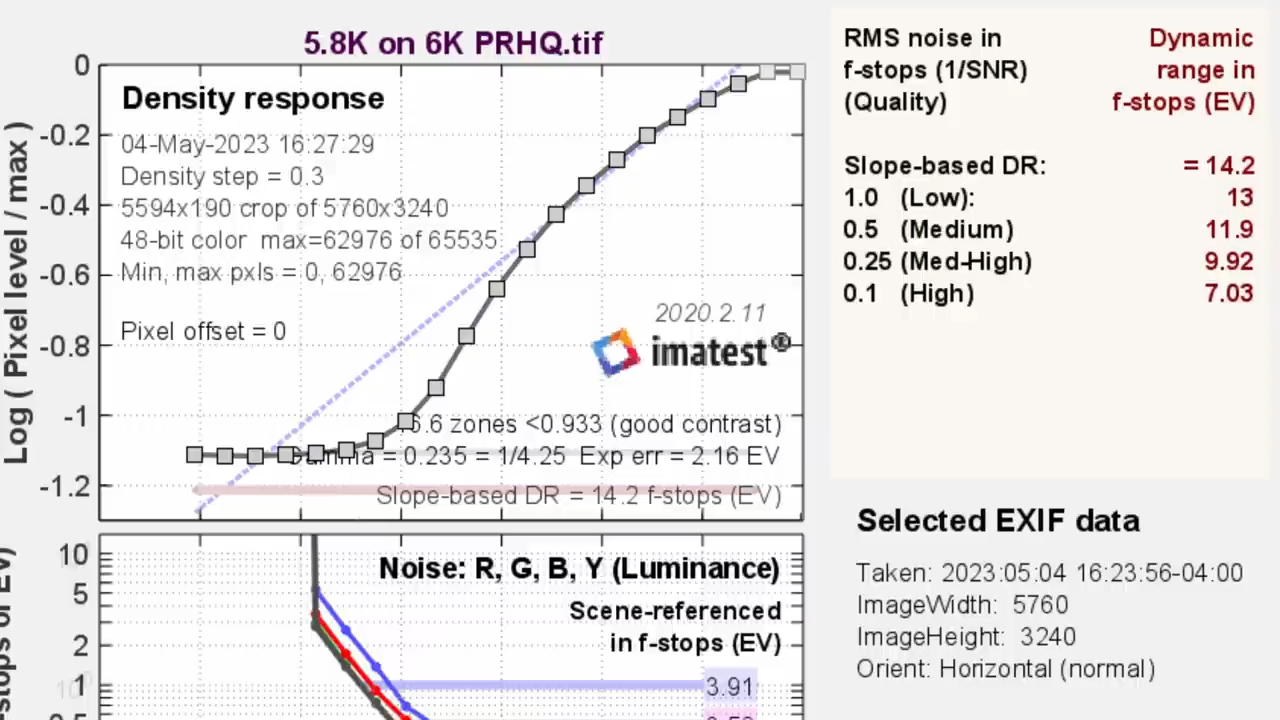 5.8K on 6K PRHQ.tif
Log ( Pixel level / max )
0
-0.2
-0.4
-0.6
-0.8
-1
-1.2
Density response
04-May-2023 16:27:29
Density step = 0.3
5594x190 crop of 5760x3240
48-bit color max=62976 of 65535
Min, max pxls = 0, 62976
Pixel offset = 0
2020.2.11
imatest®
zones <0.933 (good contrast)
= 0.235 = 1/4.25 Exp err = 2.16 EV
Slope-based DR = 14.2 f-stops (EV)
10
5
2
1
Noise: R, G, B, Y (Luminance)
Scene-referenced
in f-stops (EV)
3.91
RMS noise in Dynamic
f-stops (1/SNR) range in
(Quality) f-stops (EV)
Slope-based DR: = 14.2
1.0 (Low): 13
0.5 (Medium) 11.9
0.25 (Med-High) 9.92
0.1 (High) 7.03
Selected EXIF data
Taken: 2023:05:04 16:23:56-04:00
ImageWidth: 5760
ImageHeight: 3240
Orient: Horizontal (normal)